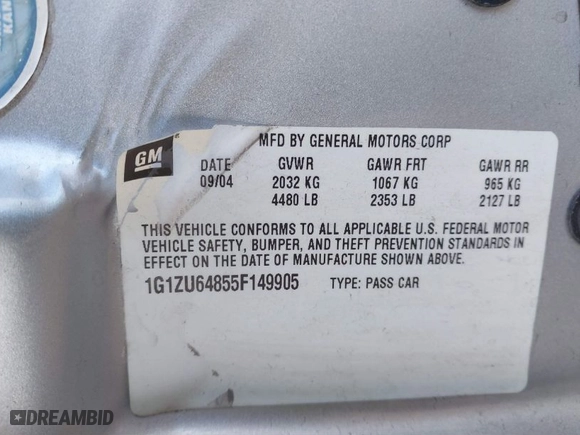 KAN
GM
MFD BY GENERAL MOTORS CORP
DATE GVWR GAWR FRT GAWR RR
09/04 2032 KG 1067 KG 965 KG
4480 LB 2353 LB 2127 LB
THIS VEHICLE CONFORMS TO ALL APPLICABLE U.S. FEDERAL MOTOR
VEHICLE SAFETY, BUMPER, AND THEFT PREVENTION STANDARDS IN
EFFECT ON THE DATE OF MANUFACTURE SHOWN ABOVE.
1G1ZU64855F149905 TYPE: PASS CAR
DREAMBID